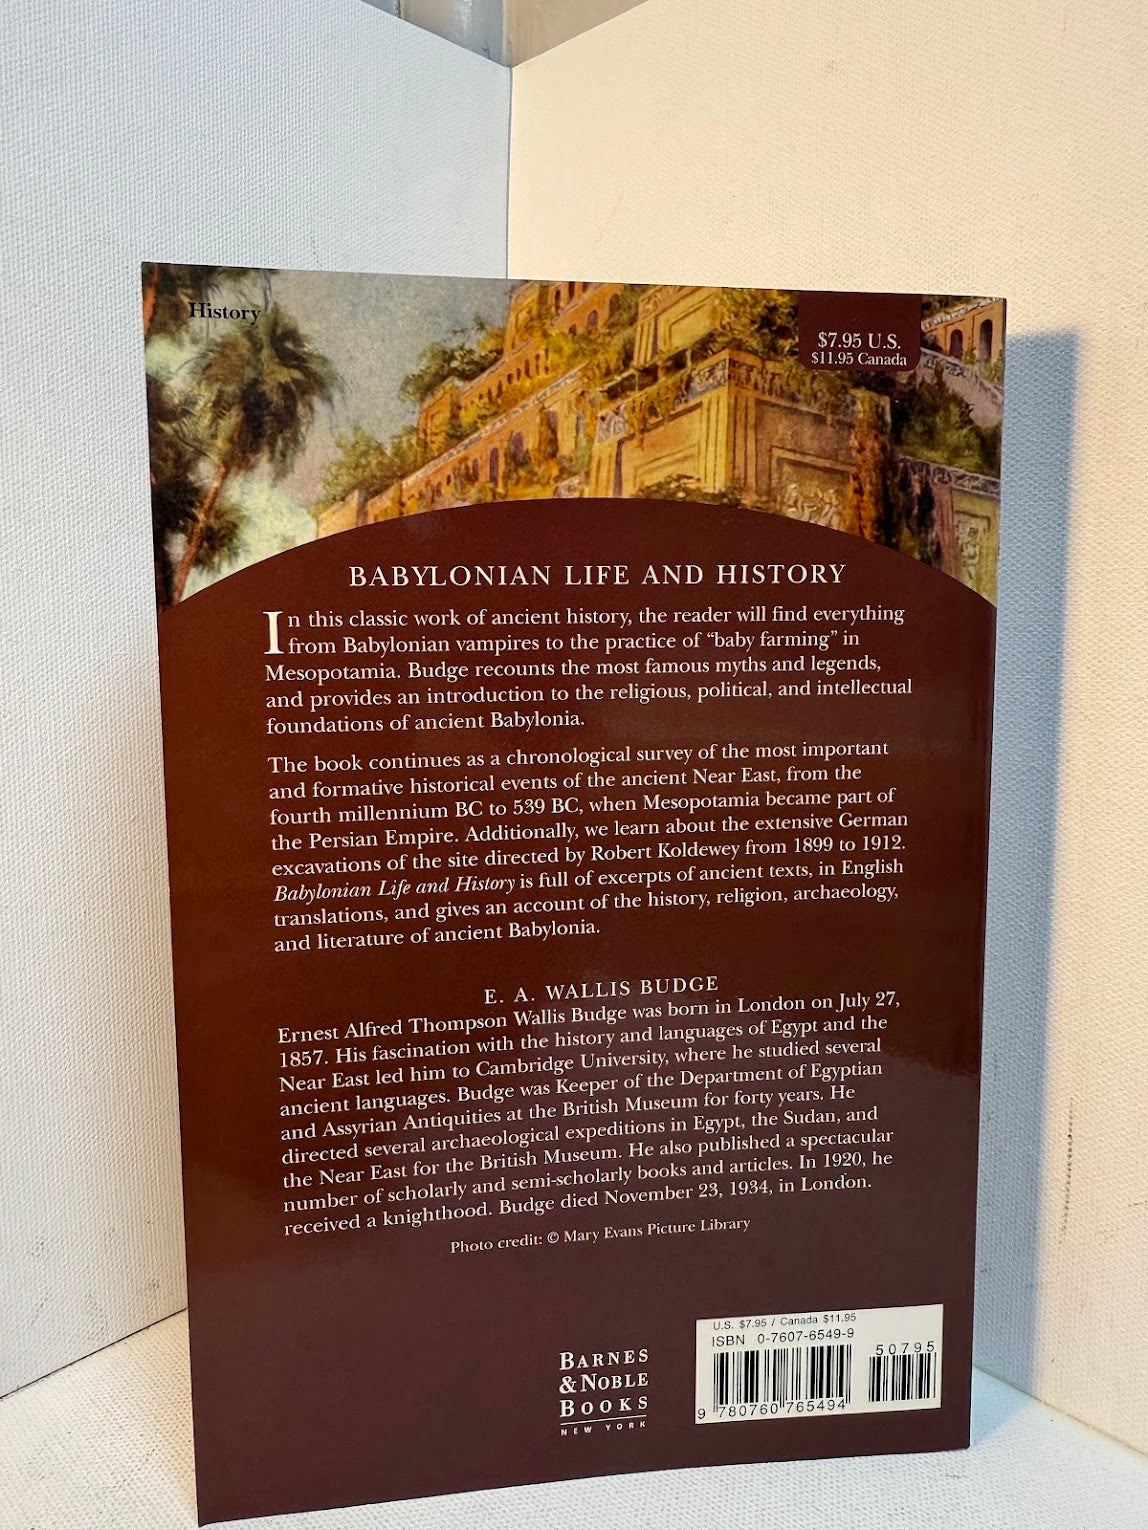 History
$7.95 U.S.
$11.95 Canada
BABYLONIAN LIFE AND HISTORY
In this classic work of ancient history, the reader will find everything
from Babylonian vampires to the practice of “baby farming” in
Mesopotamia. Budge recounts the most famous myths and legends,
and provides an introduction to the religious, political, and intellectual
foundations of ancient Babylonia.
The book continues as a chronological survey of the most important
and formative historical events of the ancient Near East, from the
fourth millennium BC to 539 BC, when Mesopotamia became part of
the Persian Empire. Additionally, we learn about the extensive German
excavations of the site directed by Robert Koldewey from 1899 to 1912.
Babylonian Life and History is full of excerpts of ancient texts, in English
translations, and gives an account of the history, religion, archaeology,
and literature of ancient Babylonia.
E. A. WALLIS BUDGE
Ernest Alfred Thompson Wallis Budge was born in London on July 27,
1857. His fascination with the history and languages of Egypt and the
Near East led him to Cambridge University, where he studied several
ancient languages. Budge was Keeper of the Department of Egyptian
and Assyrian Antiquities at the British Museum for forty years. He
directed several archaeological expeditions in Egypt, the Sudan, and
the Near East for the British Museum. He also published a spectacular
number of scholarly and semi-scholarly books and articles. In 1920, he
received a knighthood. Budge died November 23, 1934, in London.
Photo credit: © Mary Evans Picture Library
BARNES
& NOBLE
BOOKS
NEW YORK
U.S. $7.95 / Canada $11.95
ISBN 0-7607-6549-9
50795
9 780760 765494